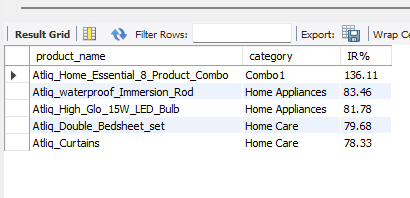 Result Grid Filter Rows: Export: Wrap Ce
product_name category IR%
Atliq_Home_Essential_8_Product_Combo Combo1 136.11
Atliq_waterproof_Immersion_Rod Home Appliances 83.46
Atliq_High_Glo_15W_LED_Bulb Home Appliances 81.78
Atliq_Double_Bedsheet_set Home Care 79.68
Atliq_Curtains Home Care 78.33